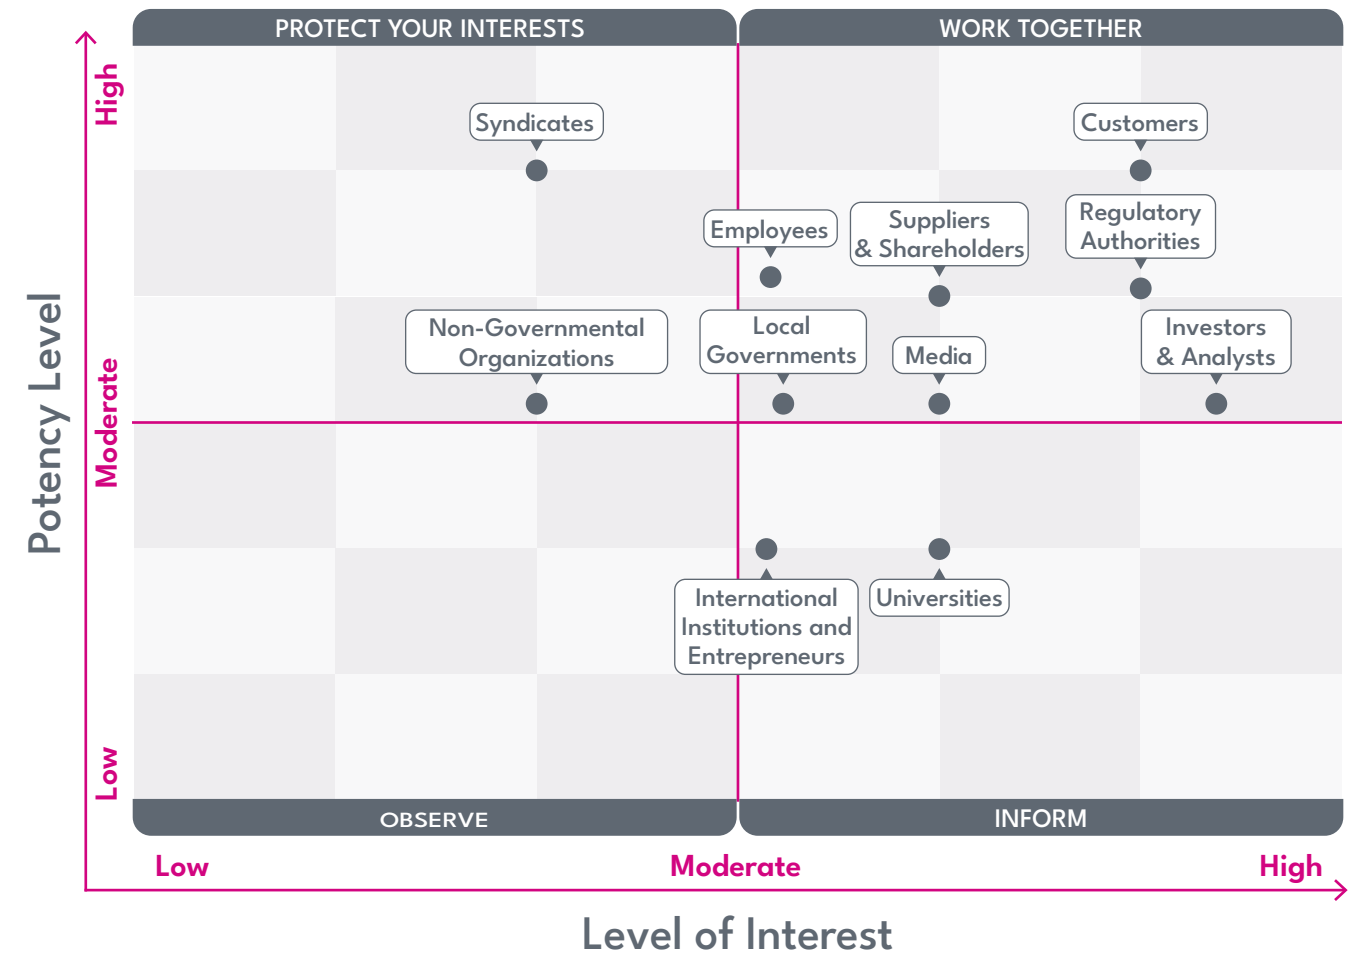 PROTECT YOUR INTERESTS
WORK TOGETHER
High
Syndicates
Customers
Employees
Suppliers
& Shareholders
Regulatory
Authorities
Potency Level
Moderate
Non-Governmental
Organizations
Local
Governments
Media
Investors
& Analysts
International
Institutions and
Entrepreneurs
Universities
Low
OBSERVE
INFORM
Low
Moderate
High
Level of Interest